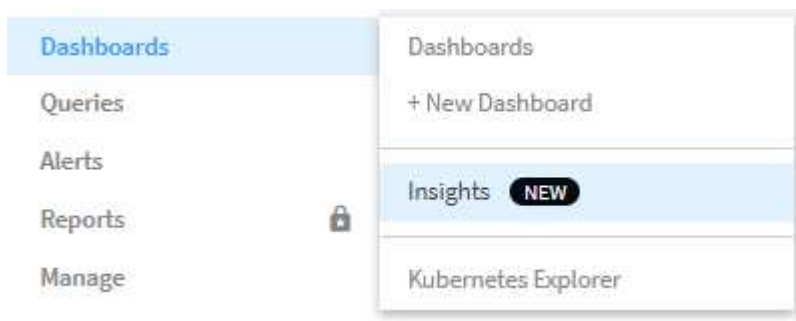 Dashboards
Queries
Alerts
Reports
Manage
Dashboards
+ New Dashboard
Insights NEW
Kubernetes Explorer